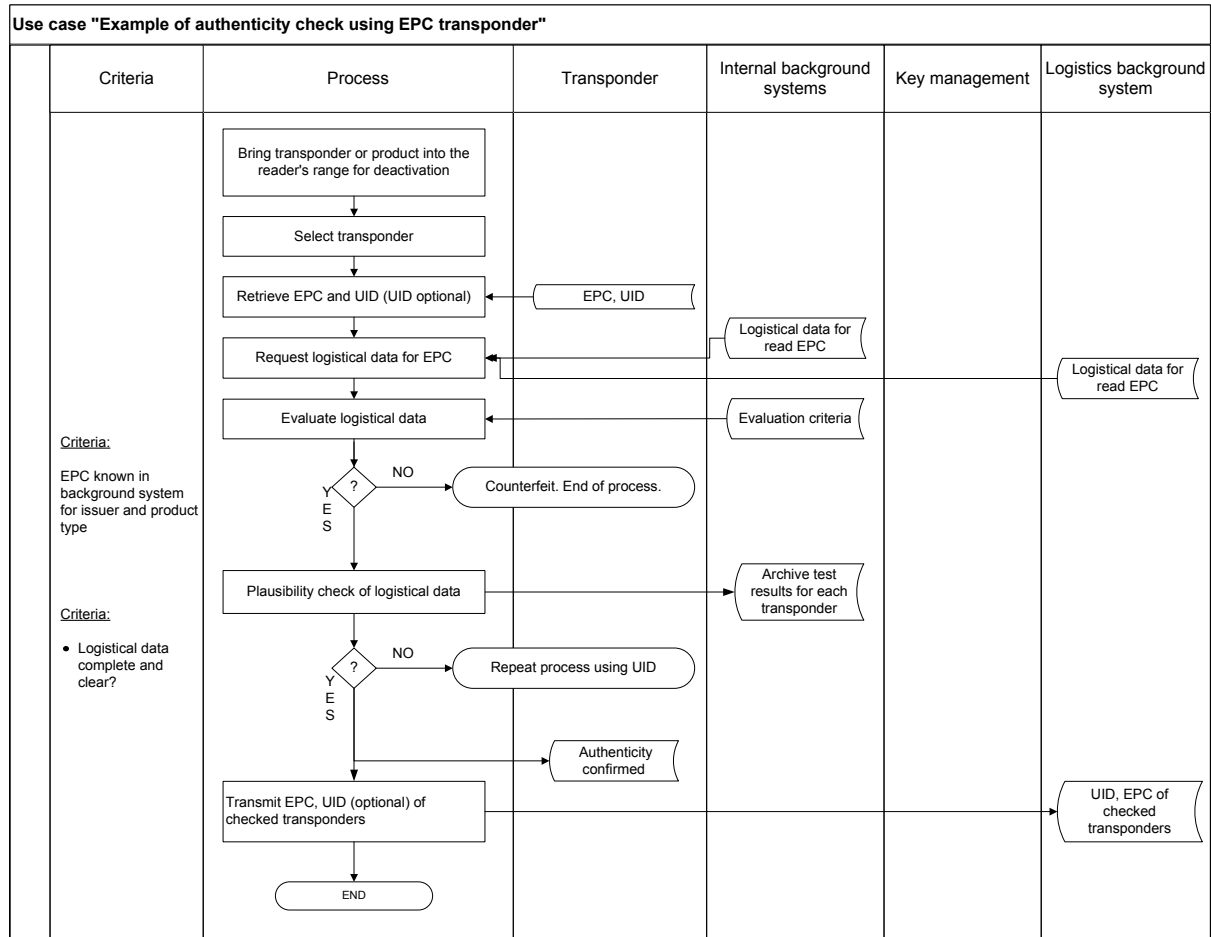 Use case "Example of authenticity check using EPC transponder"
Criteria
Process
Transponder
Internal background
systems
Key management
Logistics background
system
Bring transponder or product into the
reader's range for deactivation
Select transponder
Retrieve EPC and UID (UID optional)
EPC, UID
Logistical data for
read EPC
Request logistical data for EPC
Logistical data for
read EPC
Evaluate logistical data
Evaluation criteria
Criteria:
EPC known in
background system
for issuer and product
type
?
NO
Y
E
S
Counterfeit. End of process.
Plausibility check of logistical data
Archive test
results for each
transponder
Criteria:
• Logistical data
complete and
clear?
?
NO
Y
E
S
Repeat process using UID
Authenticity
confirmed
Transmit EPC, UID (optional) of
checked transponders
UID, EPC of
checked
transponders
END